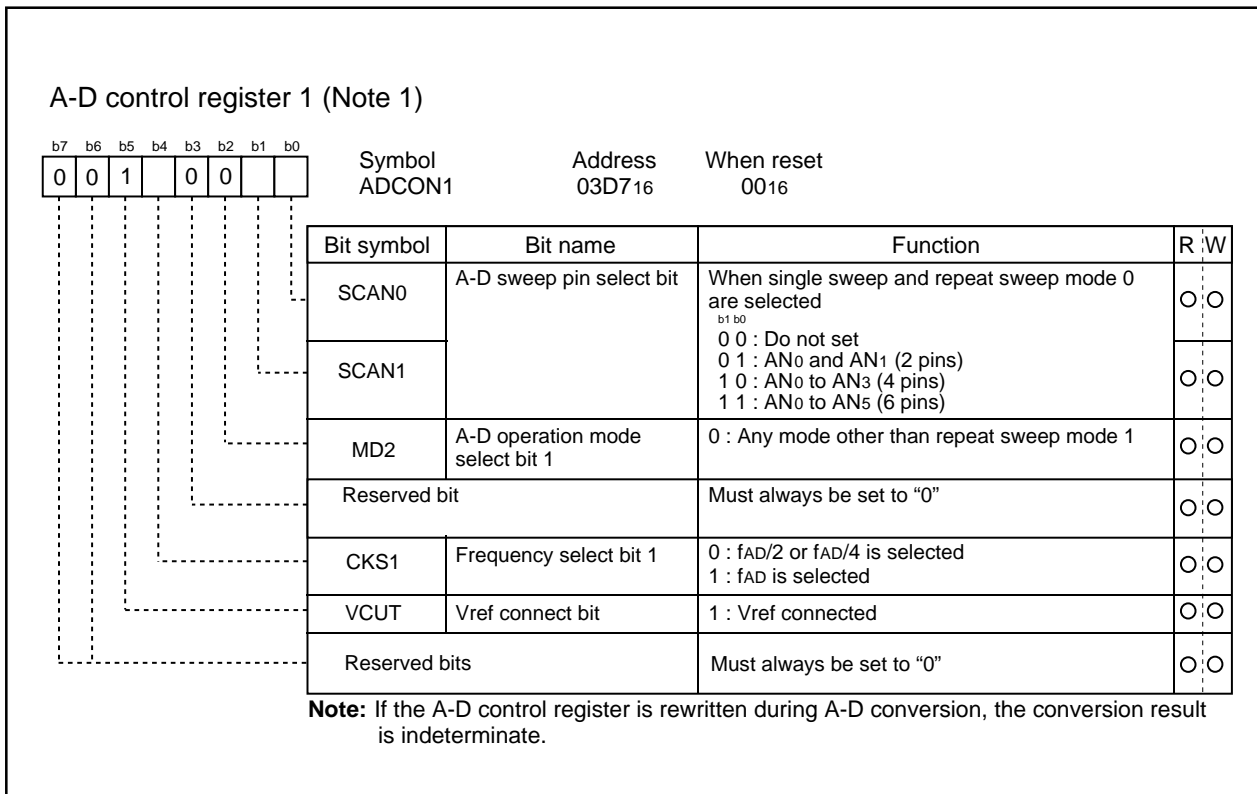 A-D control register 1 (Note 1)
b7 b6 b5 b4 b3 b2 b1 b0
0 0 1 0 0
Symbol Address When reset
ADCON1 03D716 0016
Bit symbol Bit name Function R W
SCAN0 A-D sweep pin select bit When single sweep and repeat sweep mode 0
are selected
b1 b0
0 0 : Do not set
0 1 : AN0 and AN1 (2 pins)
SCAN1 1 0 : AN0 to AN3 (4 pins)
1 1 : AN0 to AN5 (6 pins)
MD2 A-D operation mode
select bit 1 0 : Any mode other than repeat sweep mode 1
Reserved bit Must always be set to “0”
CKS1 Frequency select bit 1 0 : fAD/2 or fAD/4 is selected
1 : fAD is selected
VCUT Vref connect bit 1 : Vref connected
Reserved bits Must always be set to “0”
Note: If the A-D control register is rewritten during A-D conversion, the conversion result
is indeterminate.